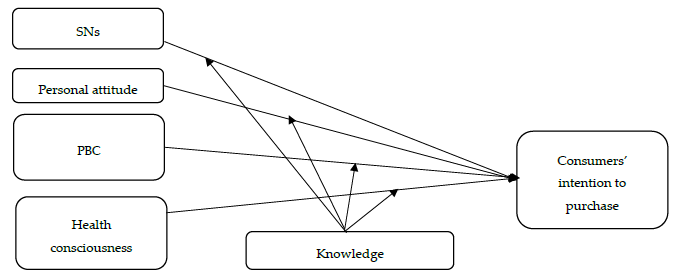 SNs
Personal attitude
PBC
Health
consciousness
Knowledge
Consumers’
intention to
purchase